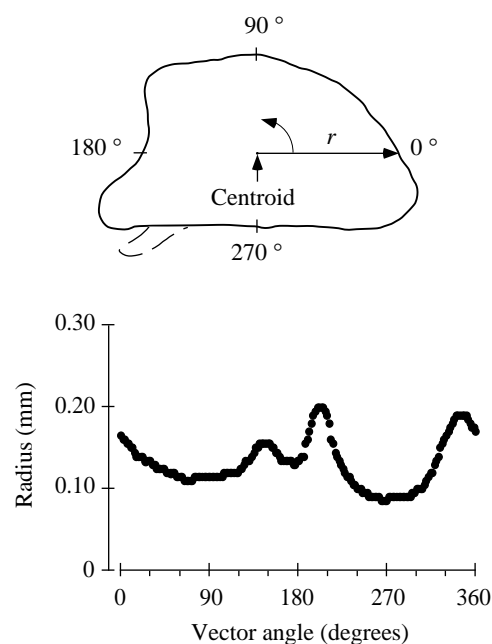 90 °
180 °
r
0 °
Centroid
270 °
0.30
0.20
0.10
0
Radius (mm)
0 90 180 270 360
Vector angle (degrees)